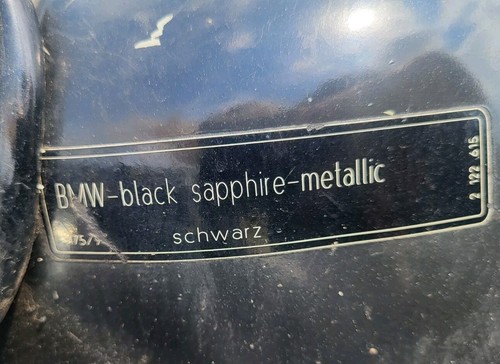 BMW-black sapphire-metallic
schwarz
2 122 615